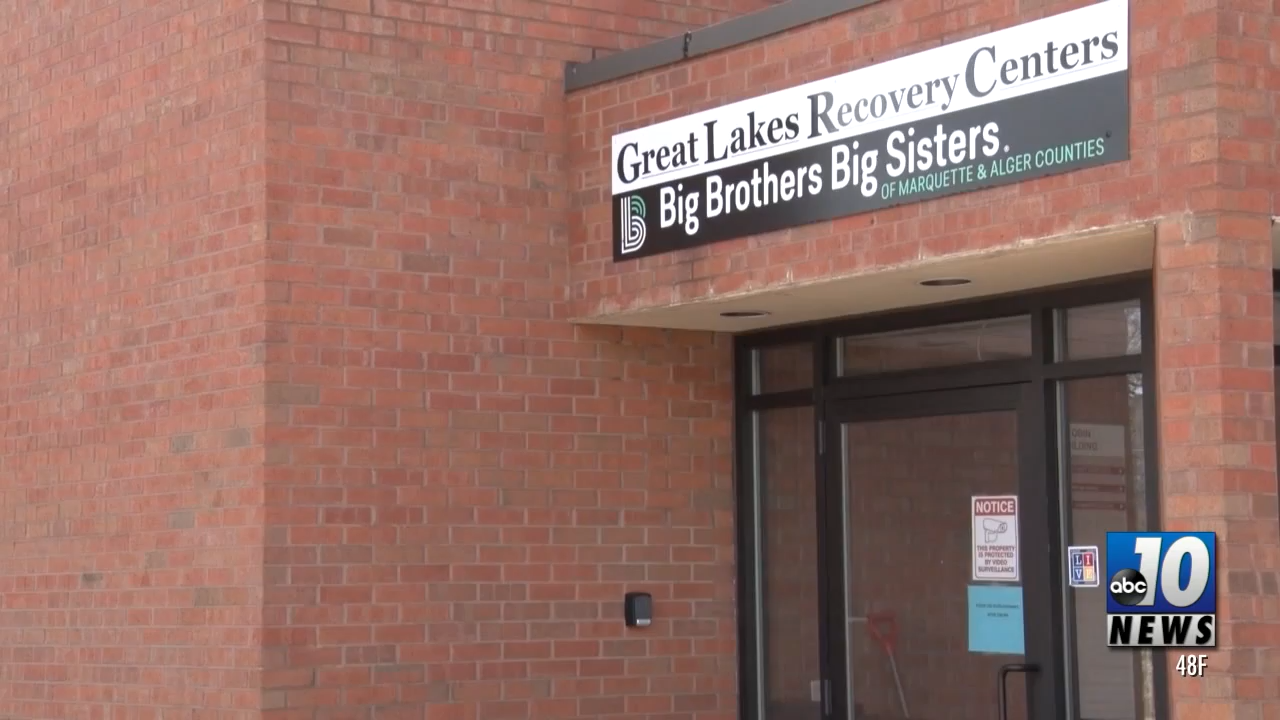 Great Lakes Recovery Centers
Big Brothers Big Sisters.
OF MARQUETTE & ALGER COUNTIES
NOTICE
THIS PROPERTY
IS PROTECTED
BY VIDEO
SURVEILLANCE
LIVE
abc 10
NEWS
48F